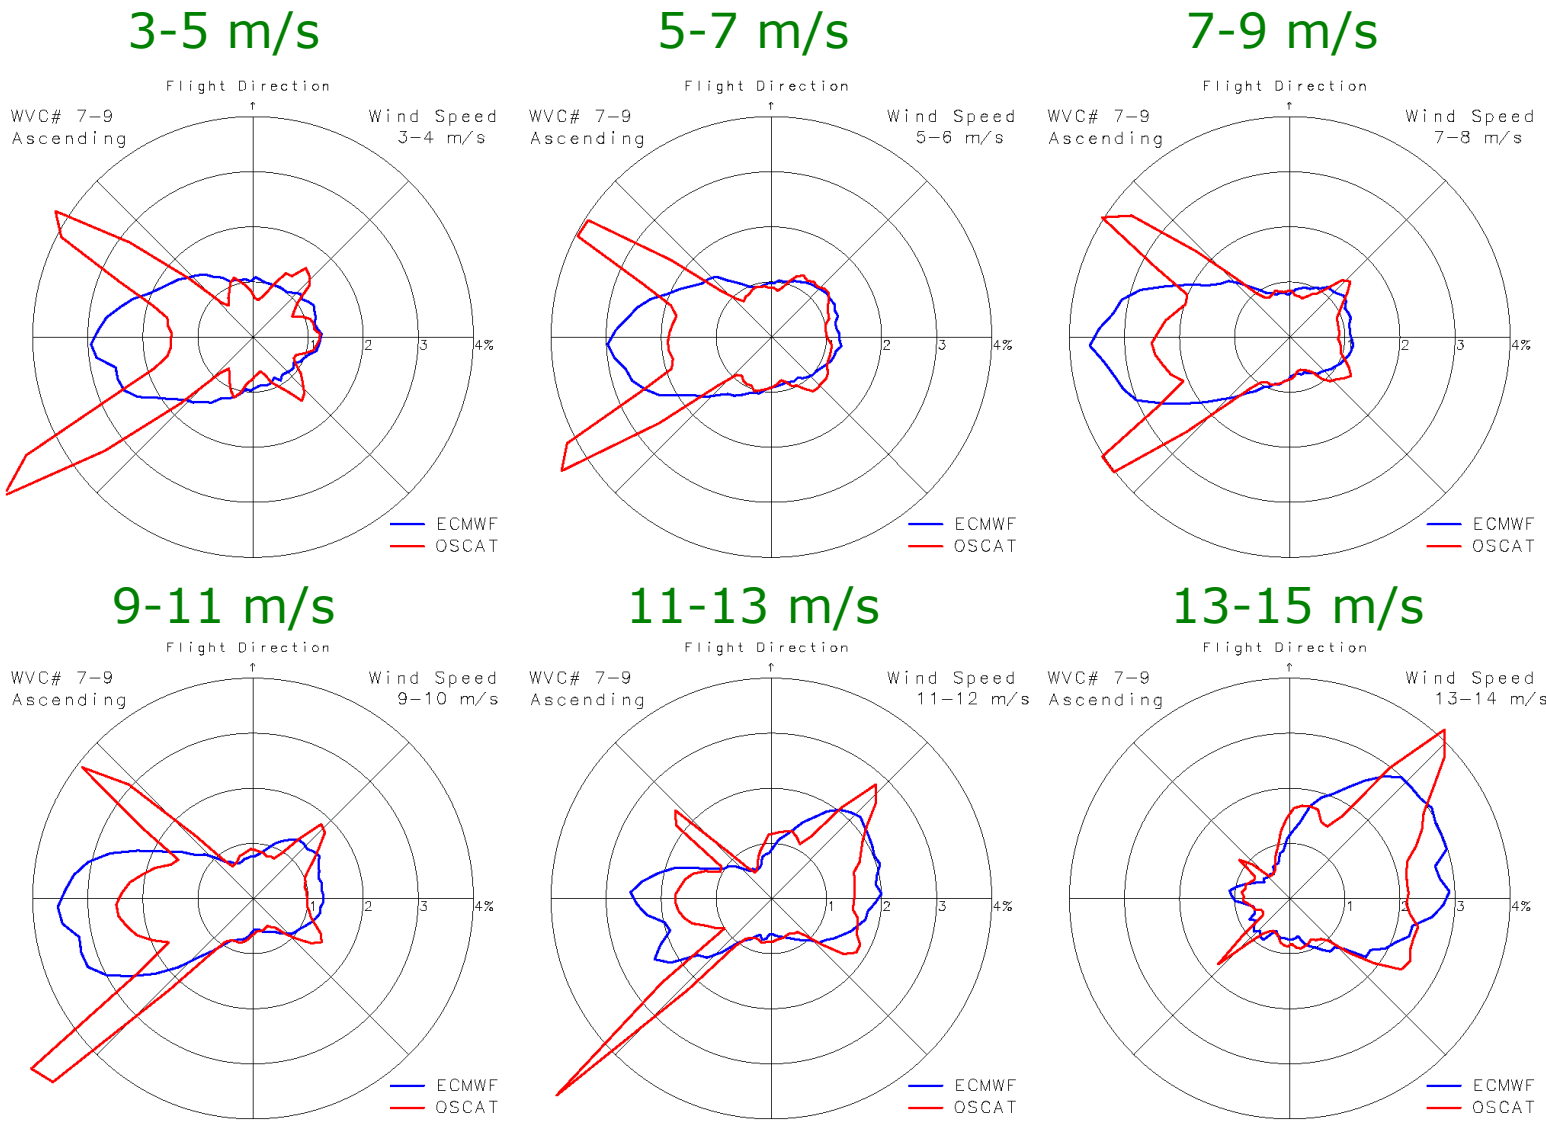 3-5 m/s
5-7 m/s
7-9 m/s
Flight Direction
↑
WVC# 7-9
Ascending
Wind Speed
3-4 m/s
1
2
3
4%
ECMWF
OSCAT
Flight Direction
↑
WVC# 7-9
Ascending
Wind Speed
5-6 m/s
1
2
3
4%
ECMWF
OSCAT
Flight Direction
↑
WVC# 7-9
Ascending
Wind Speed
7-8 m/s
1
2
3
4%
ECMWF
OSCAT
9-11 m/s
11-13 m/s
13-15 m/s
Flight Direction
↑
WVC# 7-9
Ascending
Wind Speed
9-10 m/s
1
2
3
4%
ECMWF
OSCAT
Flight Direction
↑
WVC# 7-9
Ascending
Wind Speed
11-12 m/s
1
2
3
4%
ECMWF
OSCAT
Flight Direction
↑
WVC# 7-9
Ascending
Wind Speed
13-14 m/s
1
2
3
4%
ECMWF
OSCAT